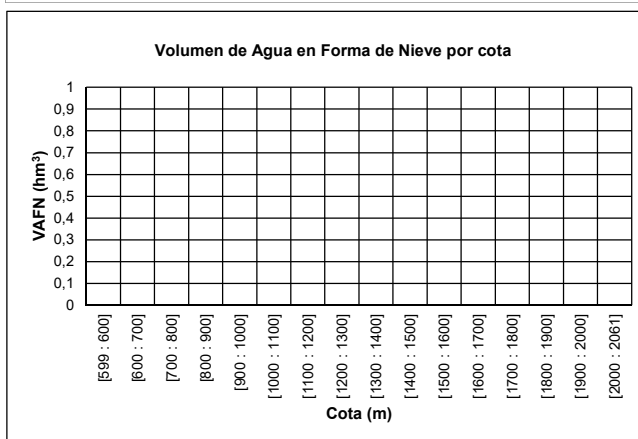 Volumen de Agua en Forma de Nieve por cota
VAFN (hm³)
1
0,9
0,8
0,7
0,6
0,5
0,4
0,3
0,2
0,1
0
[599 : 600]
[600 : 700]
[700 : 800]
[800 : 900]
[900 : 1000]
[1000 : 1100]
[1100 : 1200]
[1200 : 1300]
[1300 : 1400]
[1400 : 1500]
[1500 : 1600]
[1600 : 1700]
[1700 : 1800]
[1800 : 1900]
[1900 : 2000]
[2000 : 2061]
Cota (m)